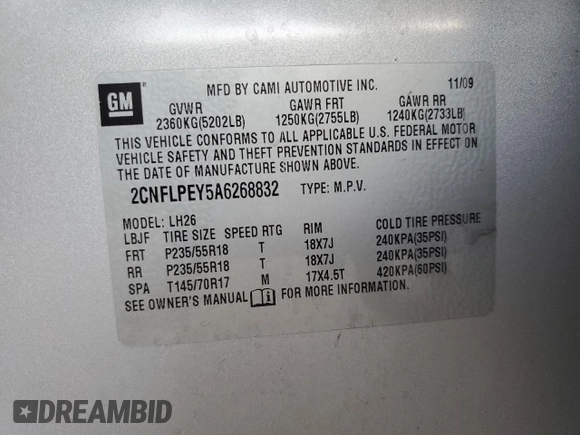 GM
MFD BY CAMI AUTOMOTIVE INC. 11/09
GVWR GAWR FRT GAWR RR
2360KG(5202LB) 1250KG(2755LB) 1240KG(2733LB)
THIS VEHICLE CONFORMS TO ALL APPLICABLE U.S. FEDERAL MOTOR
VEHICLE SAFETY AND THEFT PREVENTION STANDARDS IN EFFECT ON
THE DATE OF MANUFACTURE SHOWN ABOVE.
2CNFLPEY5A6268832 TYPE: M.P.V.
MODEL: LH26
LBJF TIRE SIZE SPEED RTG RIM COLD TIRE PRESSURE
FRT P235/55R18 T 18X7J 240KPA(35PSI)
RR P235/55R18 T 18X7J 240KPA(35PSI)
SPA T145/70R17 M 17X4.5T 420KPA(60PSI)
SEE OWNER'S MANUAL FOR MORE INFORMATION.
DREAMBID